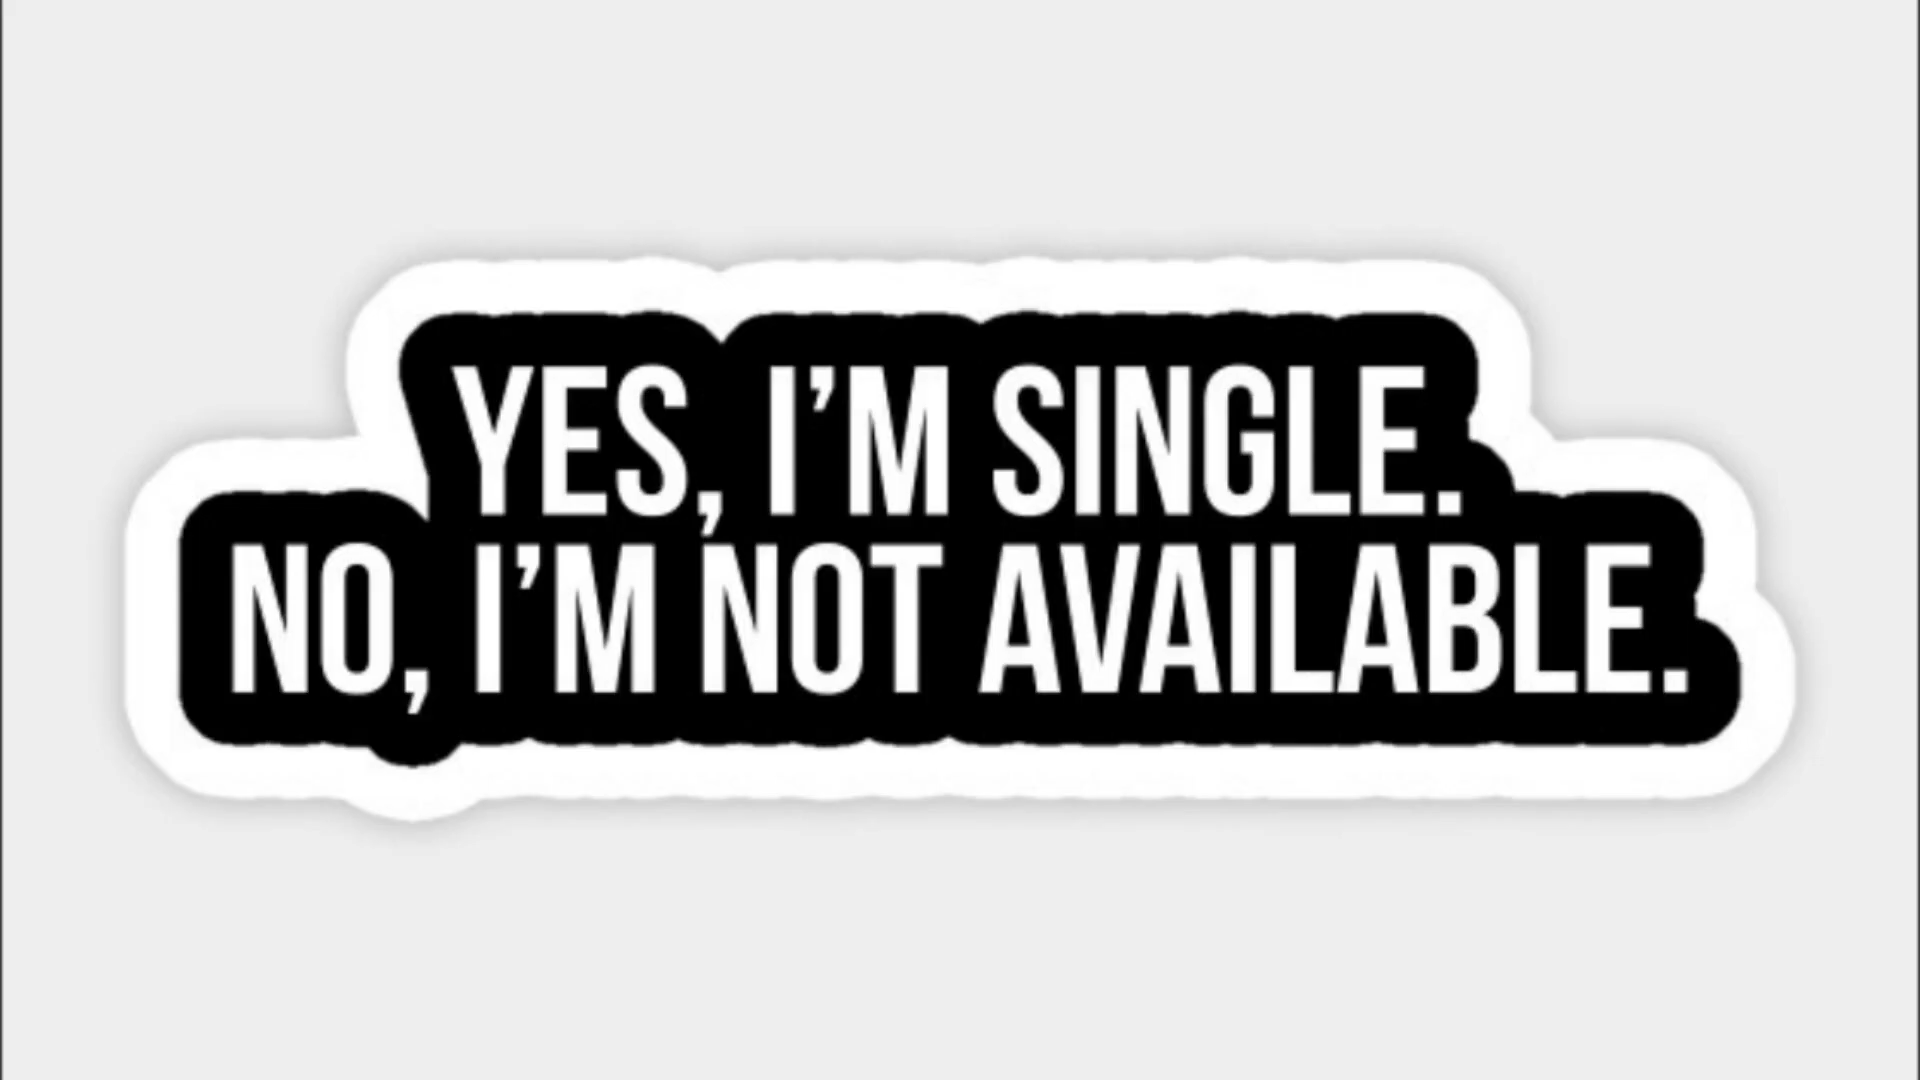 YES, I’M SINGLE.
NO, I’M NOT AVAILABLE.